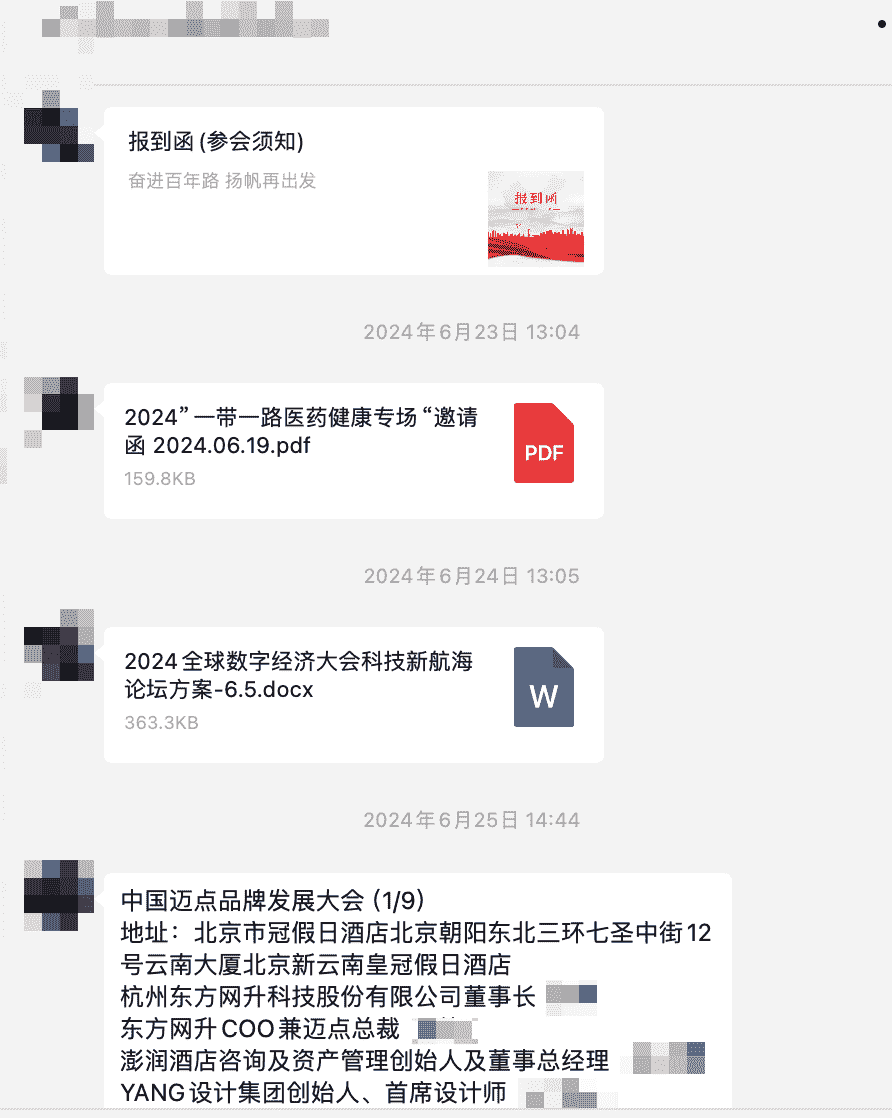 报到函 (参会须知)
奋进百年路 扬帆再出发
报到函
2024年6月23日 13:04
2024” 一带一路医药健康专场 “邀请
函 2024.06.19.pdf
159.8KB
PDF
2024年6月24日 13:05
2024全球数字经济大会科技新航海
论坛方案-6.5.docx
363.3KB
W
2024年6月25日 14:44
中国迈点品牌发展大会 (1/9)
地址：北京市冠假日酒店北京朝阳东北三环七圣中街12
号云南大厦北京新云南皇冠假日酒店
杭州东方网升科技股份有限公司董事长
东方网升COO兼迈点总裁
澎润酒店咨询及资产管理创始人及董事总经理
YANG设计集团创始人、首席设计师